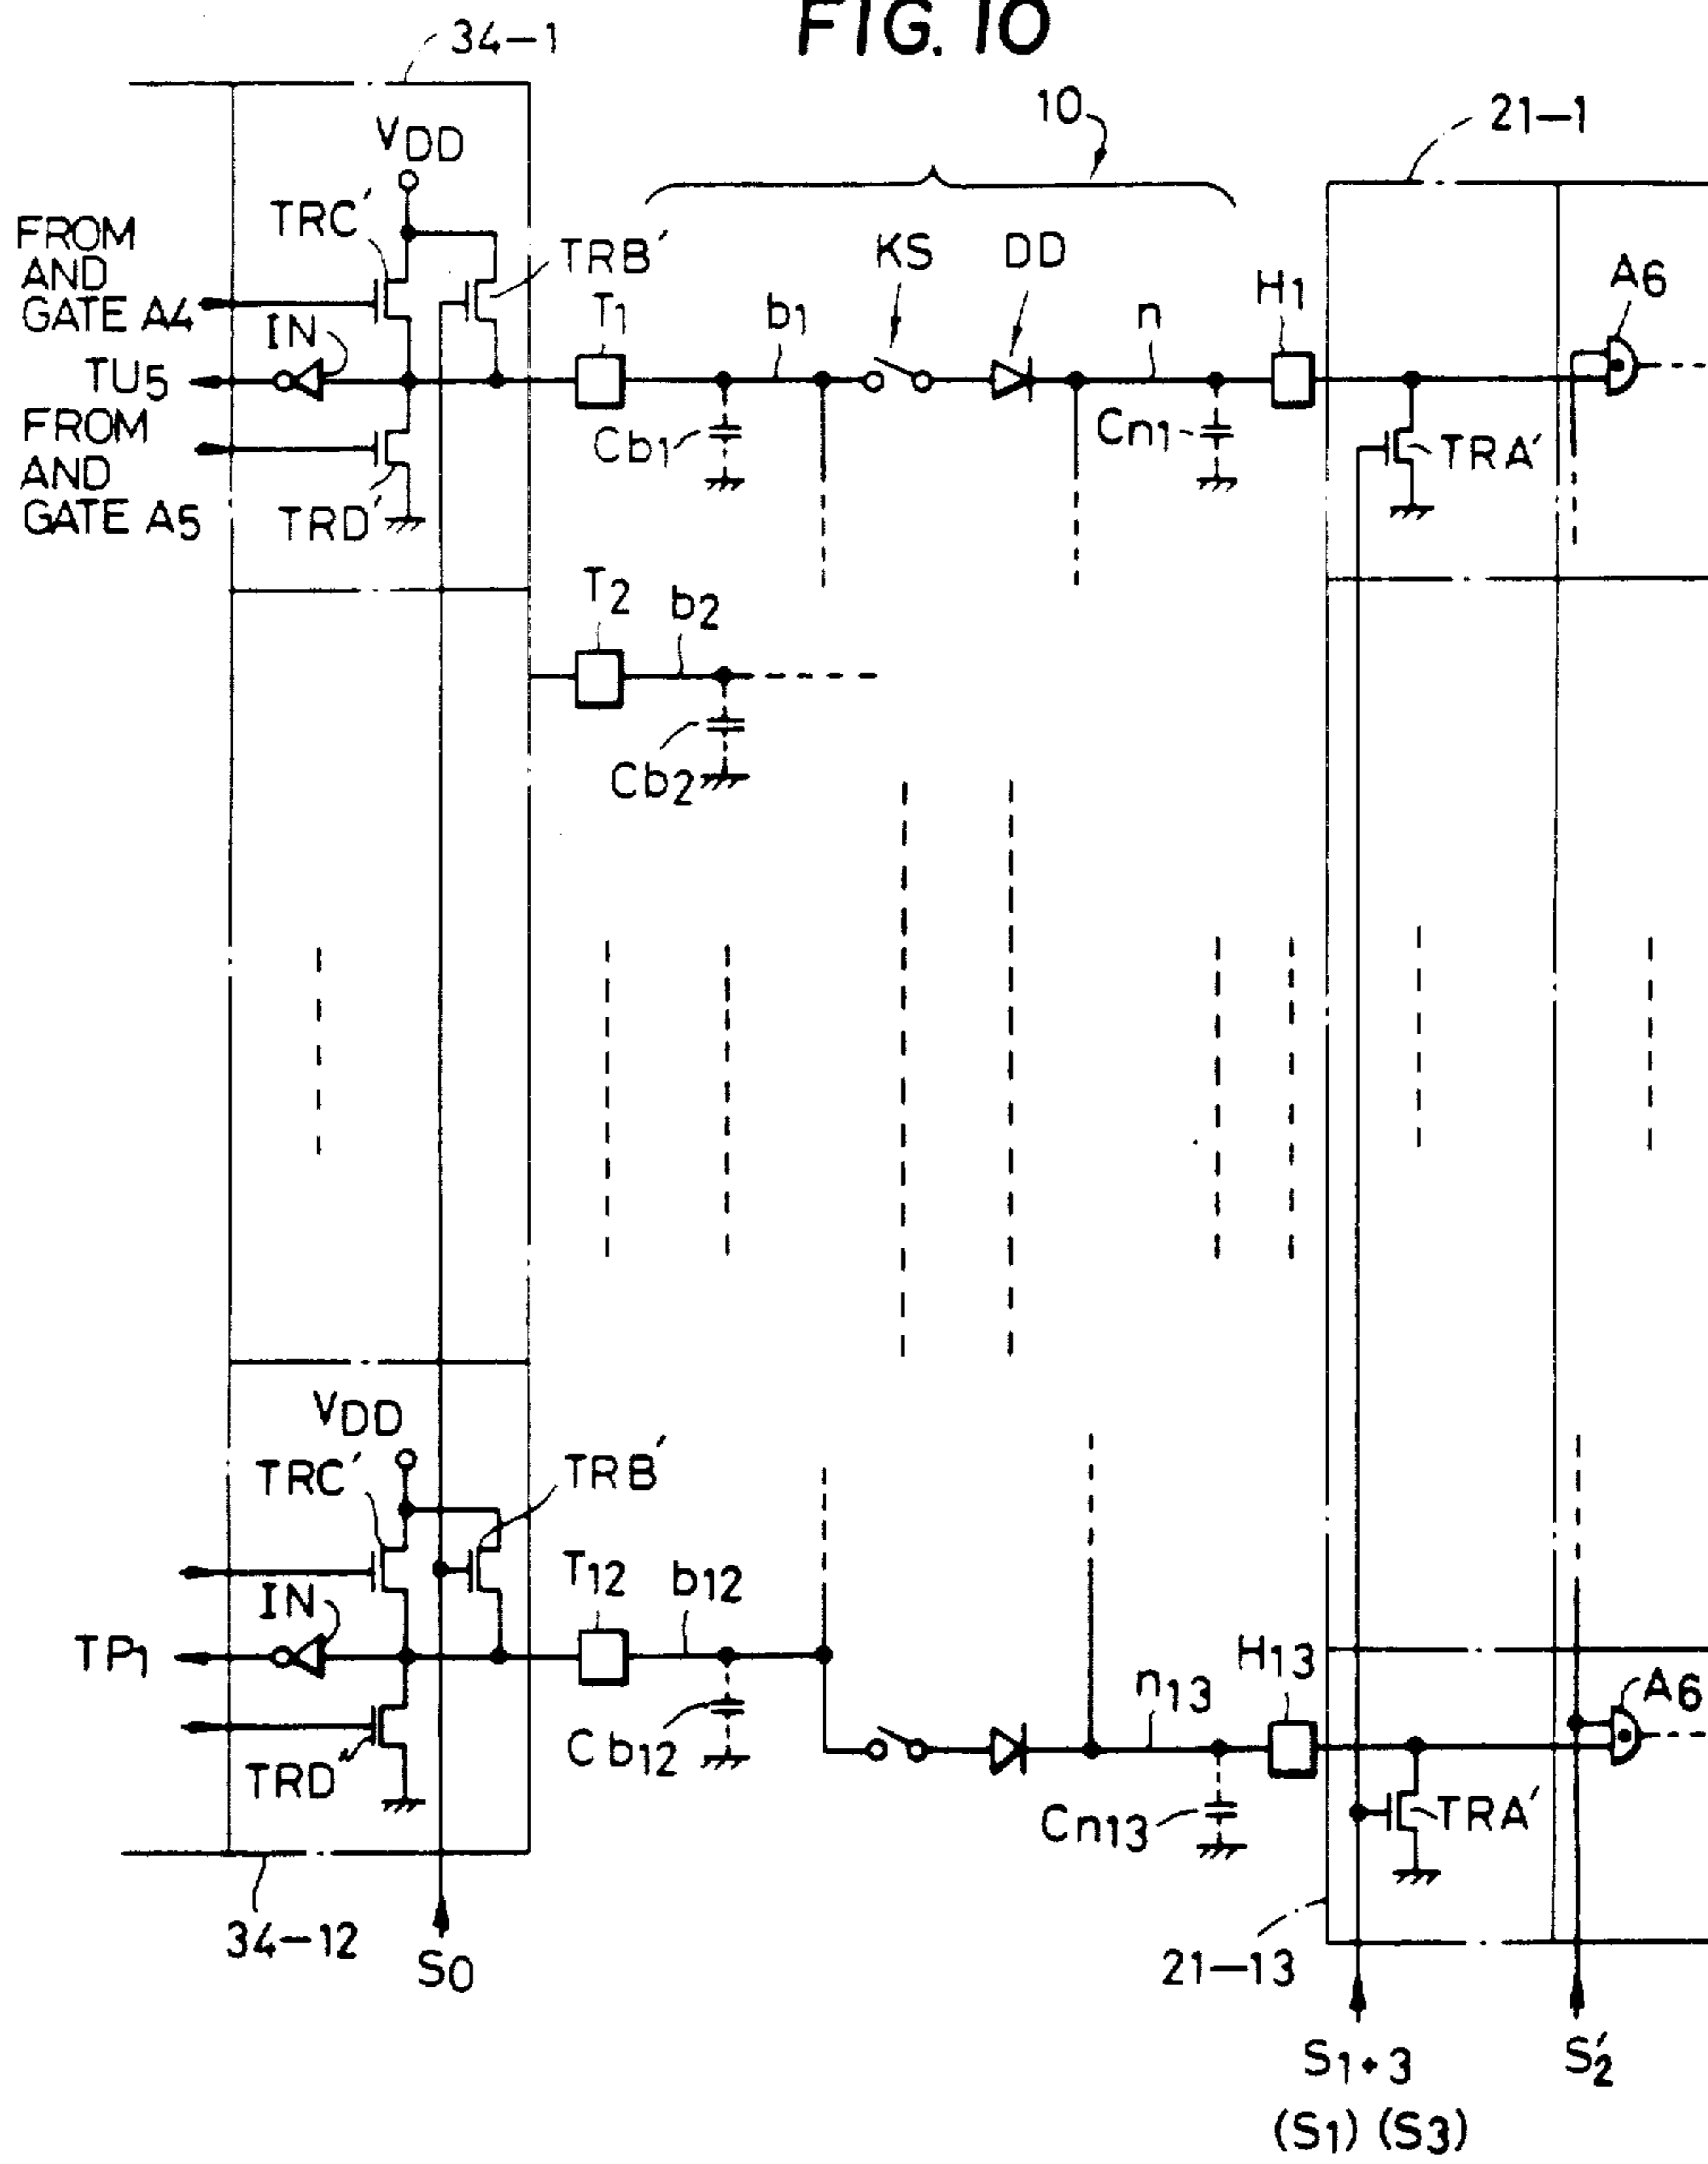 FIG. 10
34-1
10
21-1
VDD
TRC'
TRB'
FROM
AND
GATE A4
KS
DD
A6
IN
T1
b1
n
H1
TU5
FROM
AND
GATE A5
Cb1
Cn1
TRA'
TRD'
T2
b2
Cb2
VDD
TRC'
TRB'
T12
b12
IN
TP1
n13
H13
A6
Cb12
TRD'
Cn13
TRA'
34-12
S0
21-13
S1+3
S2'
(S1) (S3)